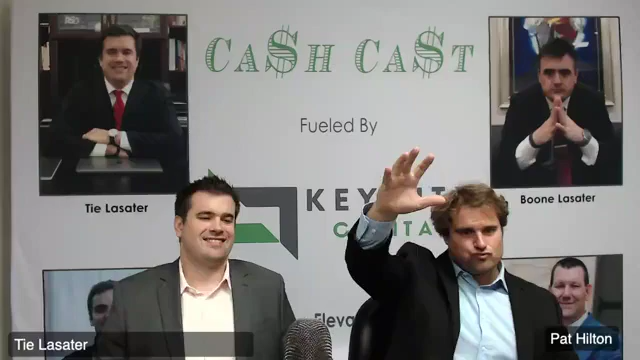 CA$H CA$T
Fueled By
Tie Lasater
Boone Lasater
Tie Lasater
Pat Hilton